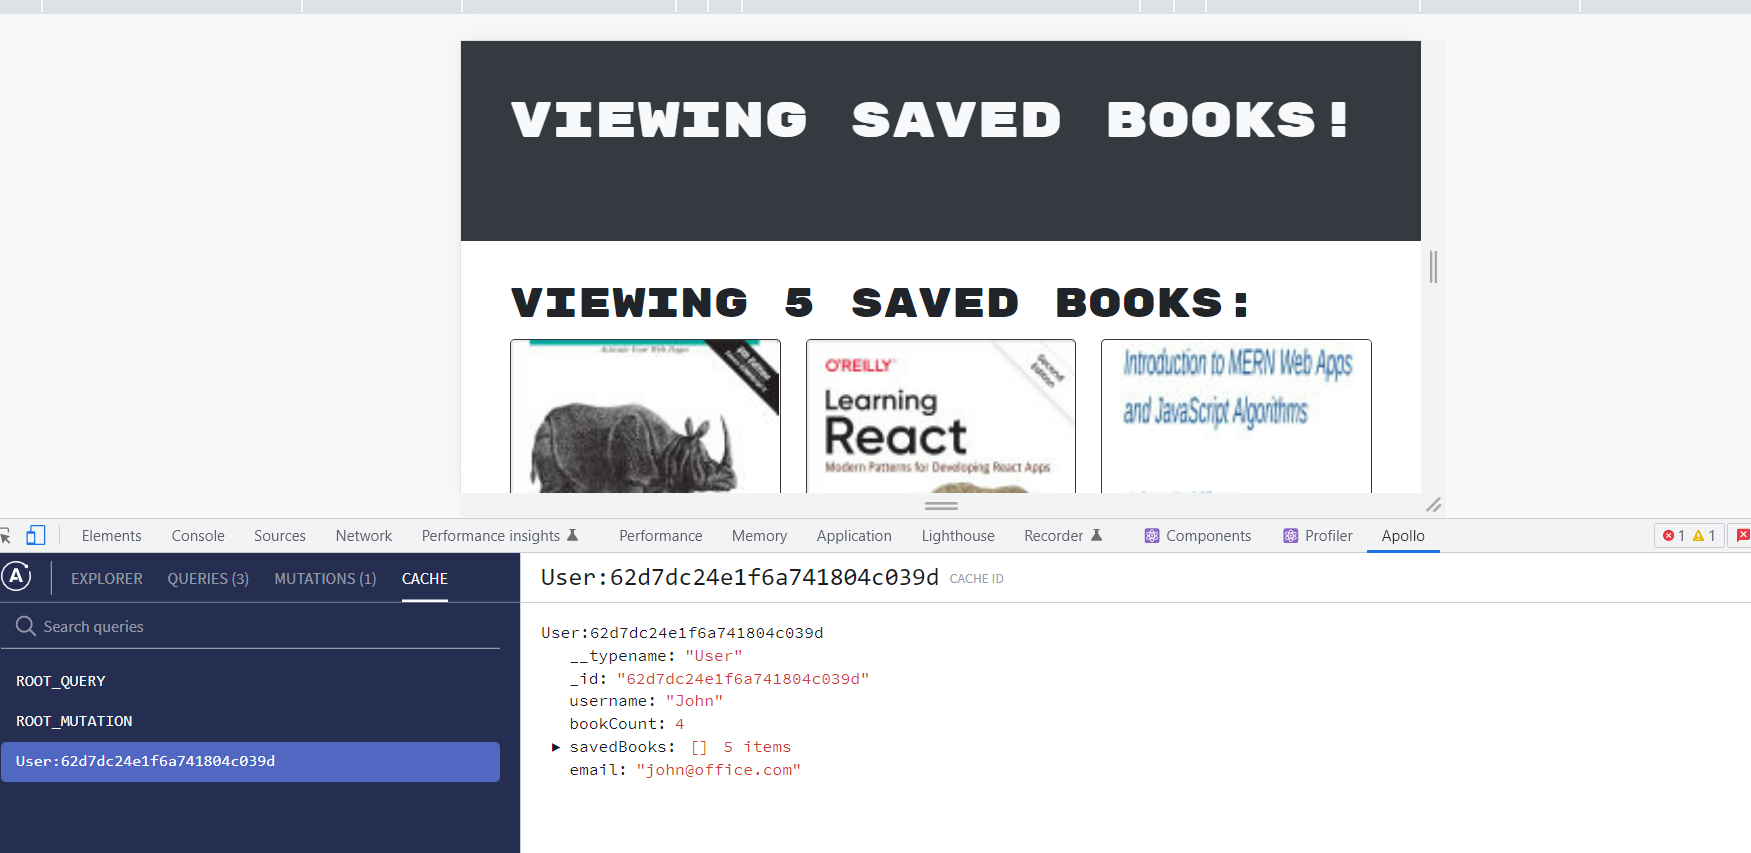 VIEWING SAVED BOOKS!
VIEWING 5 SAVED BOOKS:
O'REILLY
Second Edition
Learning
React
Modern Patterns for Developing React Apps
Introduction to MERN Web Apps
and JavaScript Algorithms
Elements Console Sources Network Performance insights Performance Memory Application Lighthouse Recorder Components Profiler Apollo 1 1
EXPLORER QUERIES (3) MUTATIONS (1) CACHE
Search queries
ROOT_QUERY
ROOT_MUTATION
User:62d7dc24e1f6a741804c039d
User:62d7dc24e1f6a741804c039d CACHE ID
User:62d7dc24e1f6a741804c039d
__typename: "User"
_id: "62d7dc24e1f6a741804c039d"
username: "John"
bookCount: 4
savedBooks: [] 5 items
email: "john@office.com"